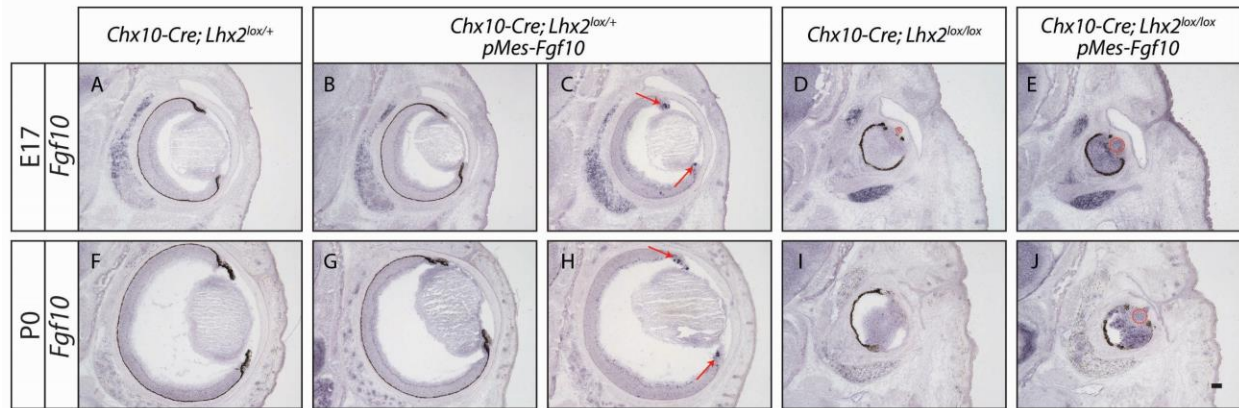 Chx10-Cre; Lhx2lox/+
Chx10-Cre; Lhx2lox/+
pMes-Fgf10
Chx10-Cre; Lhx2lox/lox
Chx10-Cre; Lhx2lox/lox
pMes-Fgf10
E17
Fgf10
A
B
C
D
E
P0
Fgf10
F
G
H
I
J